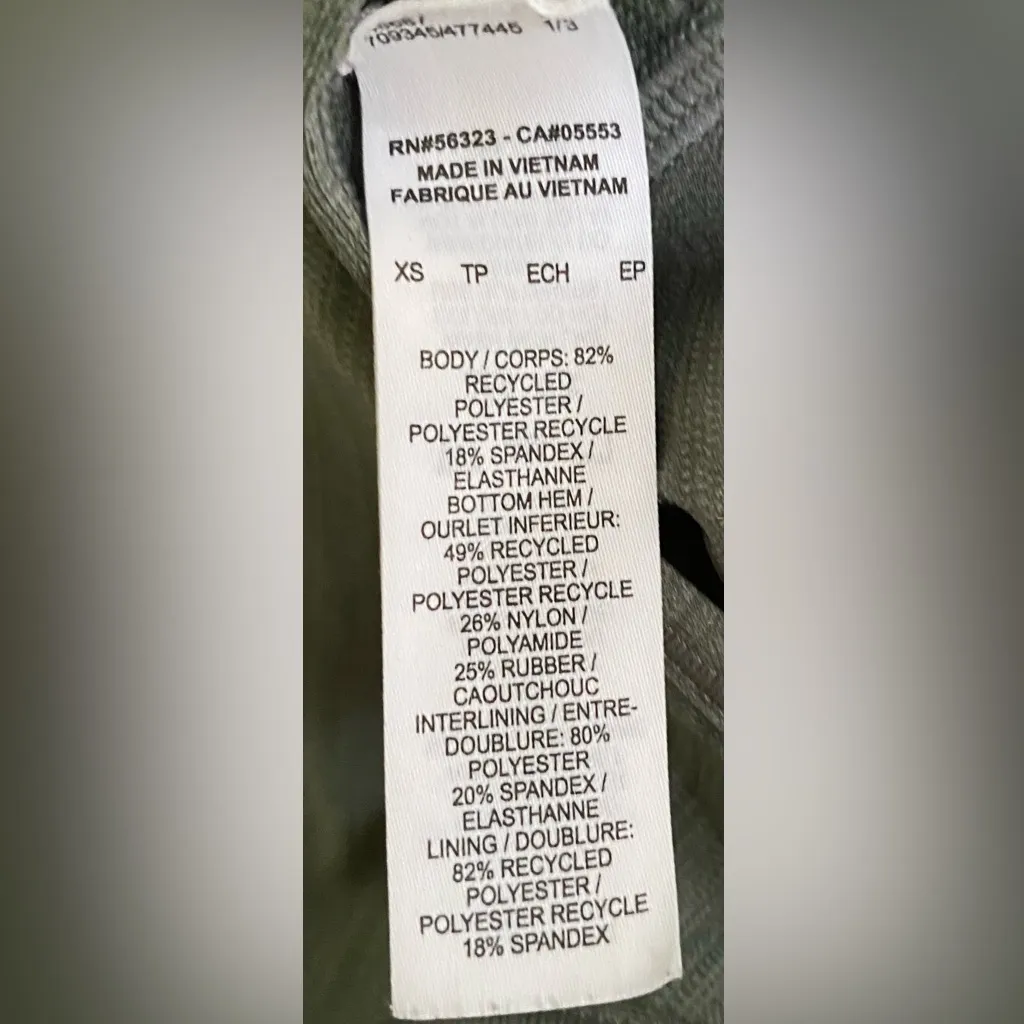 109345/477445 1/3
RN#56323 - CA#05553
MADE IN VIETNAM
FABRIQUE AU VIETNAM
XS TP ECH EP
BODY / CORPS: 82%
RECYCLED
POLYESTER /
POLYESTER RECYCLE
18% SPANDEX /
ELASTHANNE
BOTTOM HEM /
OURLET INFERIEUR:
49% RECYCLED
POLYESTER /
POLYESTER RECYCLE
26% NYLON /
POLYAMIDE
25% RUBBER /
CAOUTCHOUC
INTERLINING / ENTRE-
DOUBLURE: 80%
POLYESTER
20% SPANDEX /
ELASTHANNE
LINING / DOUBLURE:
82% RECYCLED
POLYESTER /
POLYESTER RECYCLE
18% SPANDEX